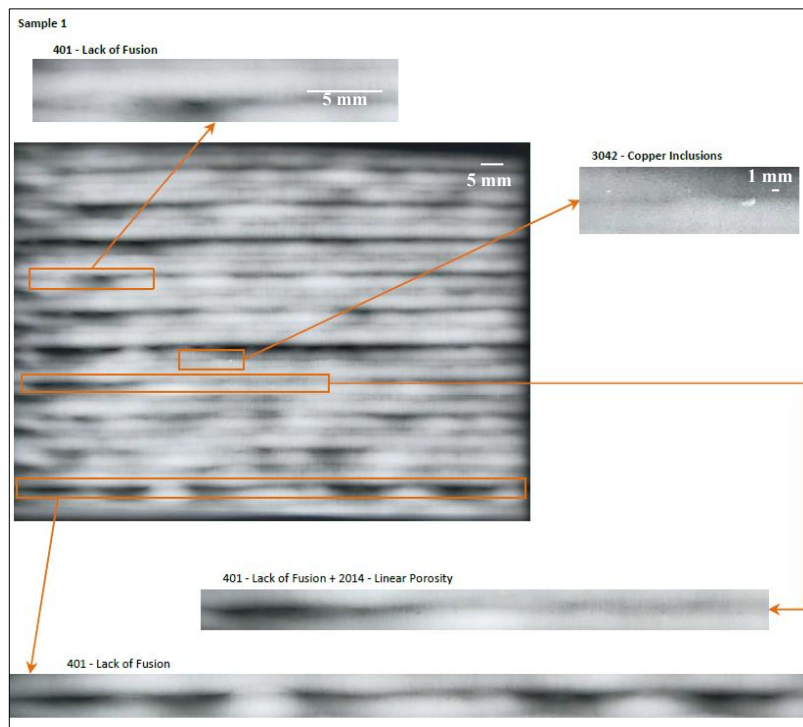 Sample 1
401 - Lack of Fusion
5 mm
5 mm
3042 - Copper Inclusions
1 mm
401 - Lack of Fusion + 2014 - Linear Porosity
401 - Lack of Fusion